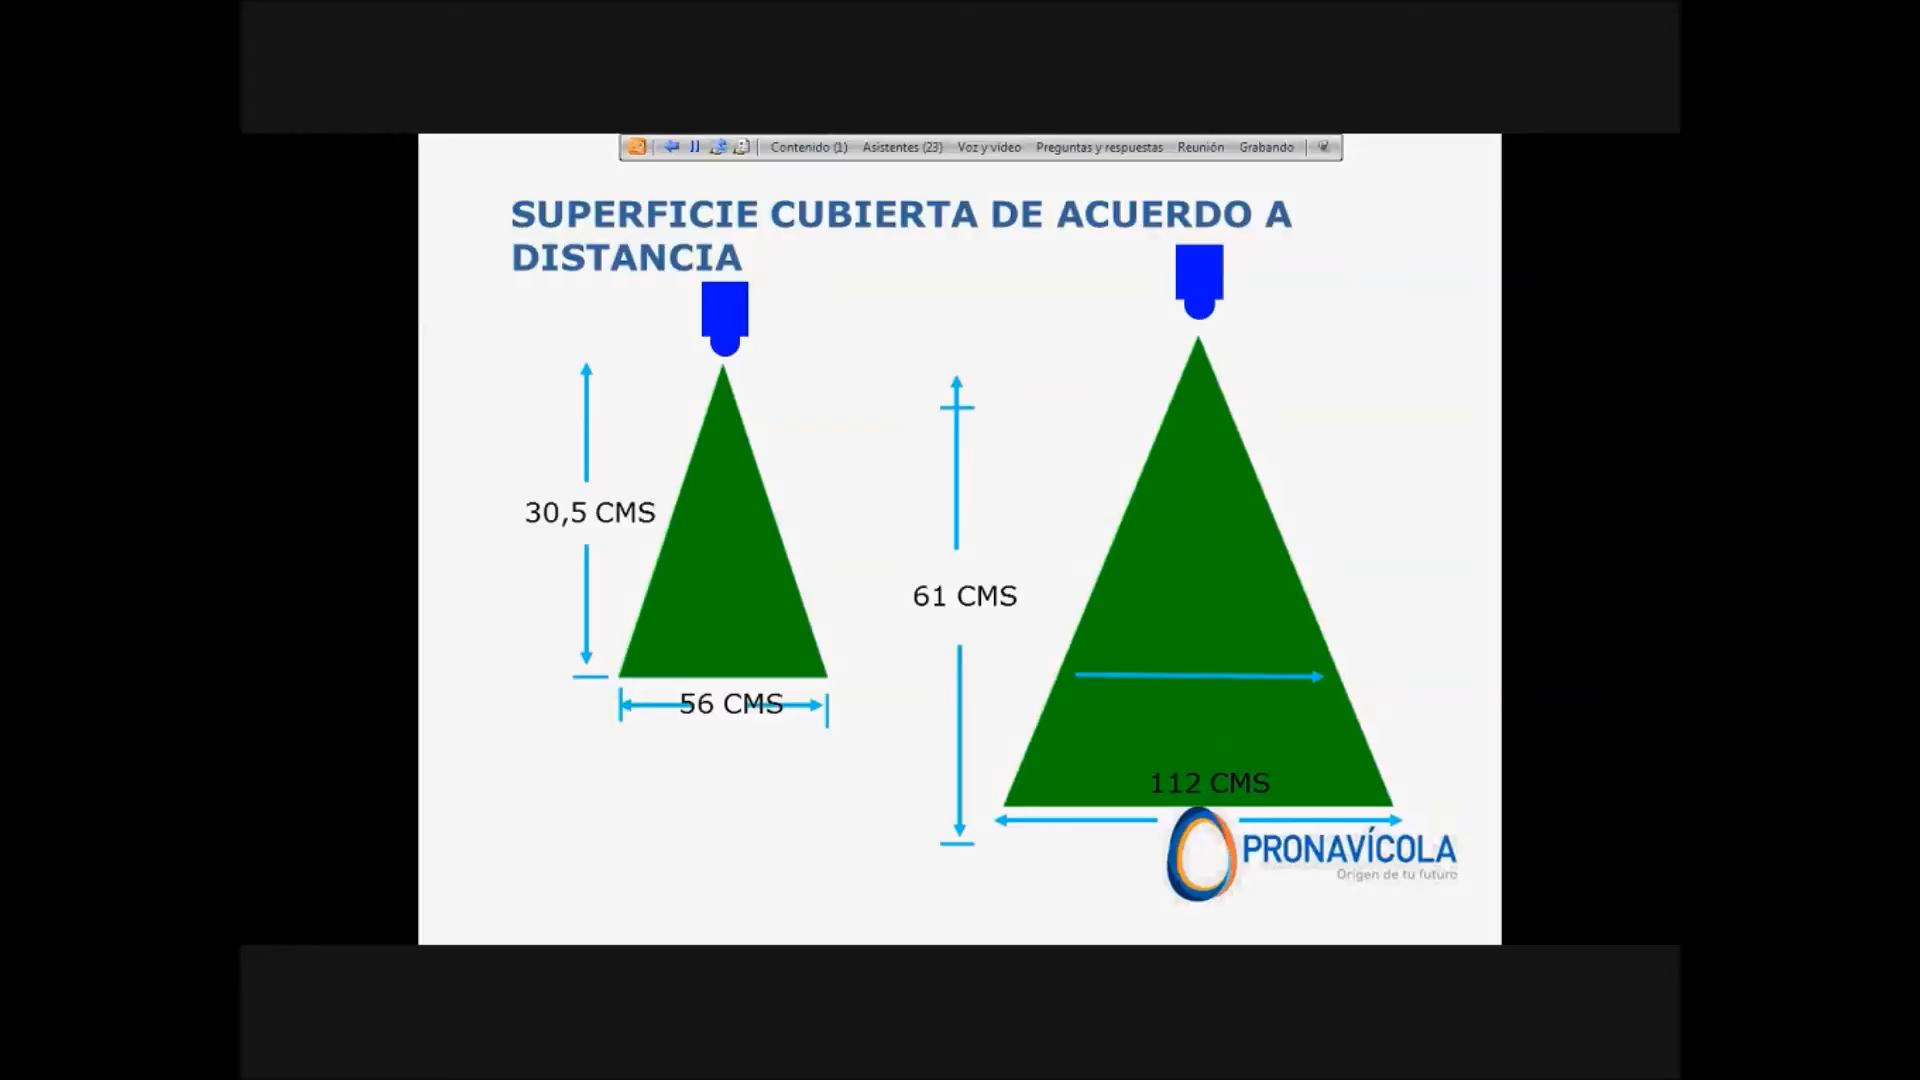 Contenido (1) Asistentes (23) Voz y vídeo Preguntas y respuestas Reunión Grabando
SUPERFICIE CUBIERTA DE ACUERDO A
DISTANCIA
30,5 CMS
61 CMS
56 CMS
112 CMS
PRONAVÍCOLA
Origen de tu futuro